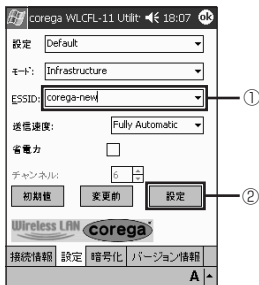 corega WLCFL-11 Utilit 18:07 ok
設定 Default
ﾓｰﾄﾞ: Infrastructure
ESSID: corega-new
①
送信速度: Fully Automatic
省電力
チャンネル: 6
初期値 変更前 設定
②
Wireless LAN corega
接続情報 設定 暗号化 バージョン情報
A